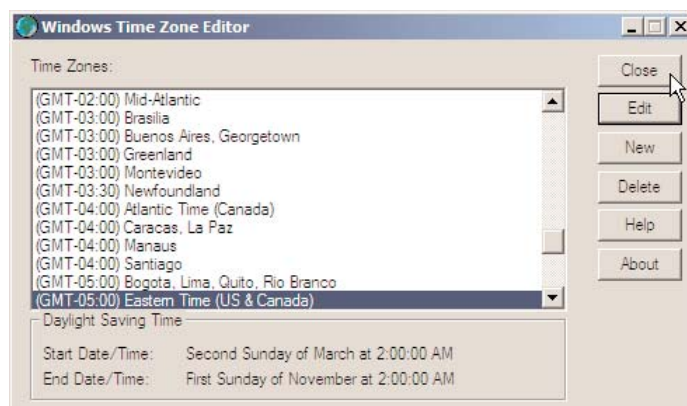 Windows Time Zone Editor
Time Zones:
(GMT-02:00) Mid-Atlantic
(GMT-03:00) Brasilia
(GMT-03:00) Buenos Aires, Georgetown
(GMT-03:00) Greenland
(GMT-03:00) Montevideo
(GMT-03:30) Newfoundland
(GMT-04:00) Atlantic Time (Canada)
(GMT-04:00) Caracas, La Paz
(GMT-04:00) Manaus
(GMT-04:00) Santiago
(GMT-05:00) Bogota, Lima, Quito, Rio Branco
(GMT-05:00) Eastern Time (US & Canada)
Close
Edit
New
Delete
Help
About
Daylight Saving Time
Start Date/Time: Second Sunday of March at 2:00:00 AM
End Date/Time: First Sunday of November at 2:00:00 AM